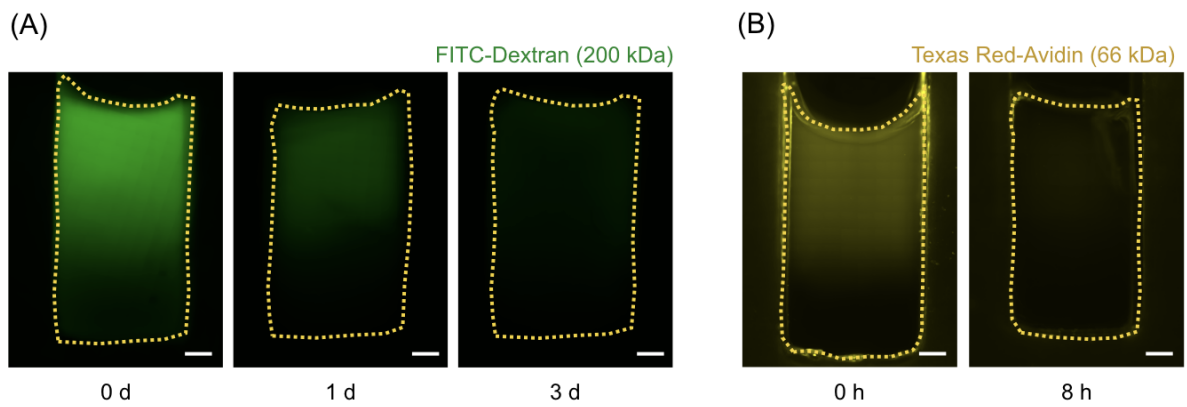 (A)
(B)
FITC-Dextran (200 kDa)
Texas Red-Avidin (66 kDa)
0 d
1 d
3 d
0 h
8 h